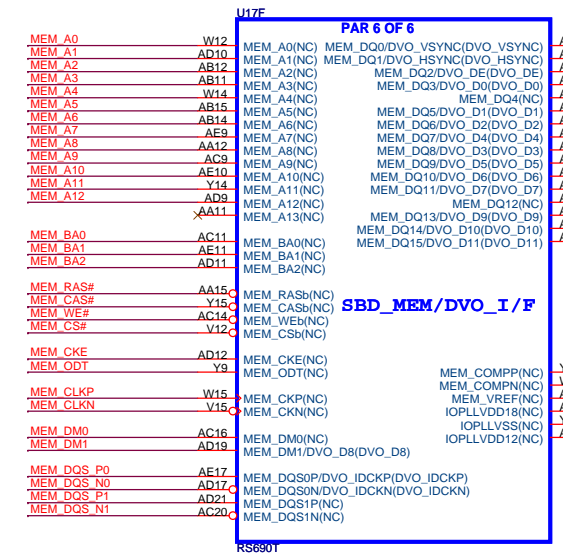 U17F
PAR 6 OF 6
MEM_A0 W12 MEM_A0(NC) MEM_DQ0/DVO_VSYNC(DVO_VSYNC)
MEM_A1 AD10 MEM_A1(NC) MEM_DQ1/DVO_HSYNC(DVO_HSYNC)
MEM_A2 AB12 MEM_A2(NC) MEM_DQ2/DVO_DE(DVO_DE)
MEM_A3 AB11 MEM_A3(NC) MEM_DQ3/DVO_D0(DVO_D0)
MEM_A4 W14 MEM_A4(NC) MEM_DQ4(NC)
MEM_A5 AB15 MEM_A5(NC) MEM_DQ5/DVO_D1(DVO_D1)
MEM_A6 AB14 MEM_A6(NC) MEM_DQ6/DVO_D2(DVO_D2)
MEM_A7 AE9 MEM_A7(NC) MEM_DQ7/DVO_D4(DVO_D4)
MEM_A8 AA12 MEM_A8(NC) MEM_DQ8/DVO_D3(DVO_D3)
MEM_A9 AC9 MEM_A9(NC) MEM_DQ9/DVO_D5(DVO_D5)
MEM_A10 AE10 MEM_A10(NC) MEM_DQ10/DVO_D6(DVO_D6)
MEM_A11 Y14 MEM_A11(NC) MEM_DQ11/DVO_D7(DVO_D7)
MEM_A12 AD9 MEM_A12(NC) MEM_DQ12(NC)
AA11 MEM_A13(NC) MEM_DQ13/DVO_D9(DVO_D9)
MEM_DQ14/DVO_D10(DVO_D10)
MEM_BA0 AC11 MEM_BA0(NC) MEM_DQ15/DVO_D11(DVO_D11)
MEM_BA1 AE11 MEM_BA1(NC)
MEM_BA2 AD11 MEM_BA2(NC)
MEM_RAS# AA15 MEM_RASb(NC)
MEM_CAS# Y15 MEM_CASb(NC) SBD_MEM/DVO_I/F
MEM_WE# AC14 MEM_WEb(NC)
MEM_CS# V12 MEM_CSb(NC)
MEM_CKE AD12 MEM_CKE(NC)
MEM_ODT Y9 MEM_ODT(NC) MEM_COMPP(NC)
MEM_COMPN(NC)
MEM_CLKP W15 MEM_CKP(NC) MEM_VREF(NC)
MEM_CLKN V15 MEM_CKN(NC) IOPLLVDD18(NC)
IOPLLVSS(NC)
MEM_DM0 AC16 MEM_DM0(NC) IOPLLVDD12(NC)
MEM_DM1 AD19 MEM_DM1/DVO_D8(DVO_D8)
MEM_DQS_P0 AE17 MEM_DQS0P/DVO_IDCKP(DVO_IDCKP)
MEM_DQS_N0 AD17 MEM_DQS0N/DVO_IDCKN(DVO_IDCKN)
MEM_DQS_P1 AD21 MEM_DQS1P(NC)
MEM_DQS_N1 AC20 MEM_DQS1N(NC)
RS690T